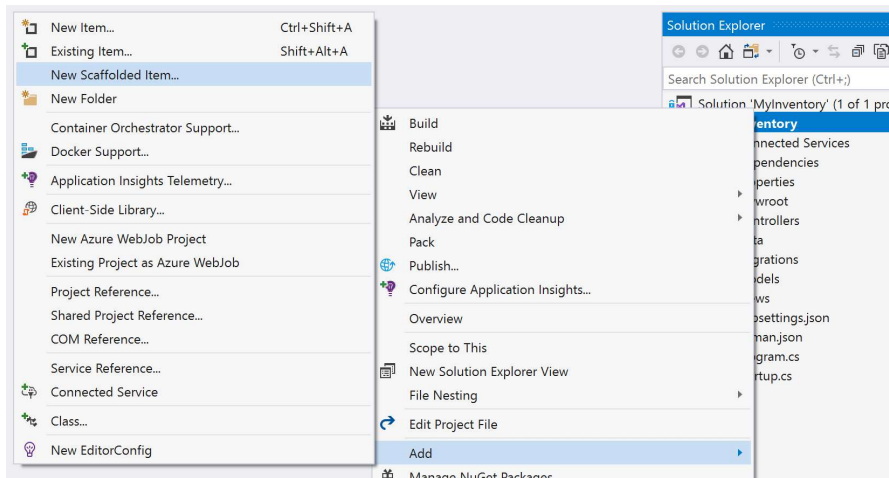 New Item... Ctrl+Shift+A
Existing Item... Shift+Alt+A
New Scaffolded Item...
New Folder
Container Orchestrator Support...
Docker Support...
Application Insights Telemetry...
Client-Side Library...
New Azure WebJob Project
Existing Project as Azure WebJob
Project Reference...
Shared Project Reference...
COM Reference...
Service Reference...
Connected Service
Class...
New EditorConfig
Build
Rebuild
Clean
View
Analyze and Code Cleanup
Pack
Publish...
Configure Application Insights...
Overview
Scope to This
New Solution Explorer View
File Nesting
Edit Project File
Add
Manage NuGet Packages
Solution Explorer
Search Solution Explorer (Ctrl+;)
Solution 'MyInventory' (1 of 1 pro
entory
nnected Services
pendencies
perties
wroot
ntrollers
ta
grations
dels
ws
psettings.json
man.json
gram.cs
rtup.cs